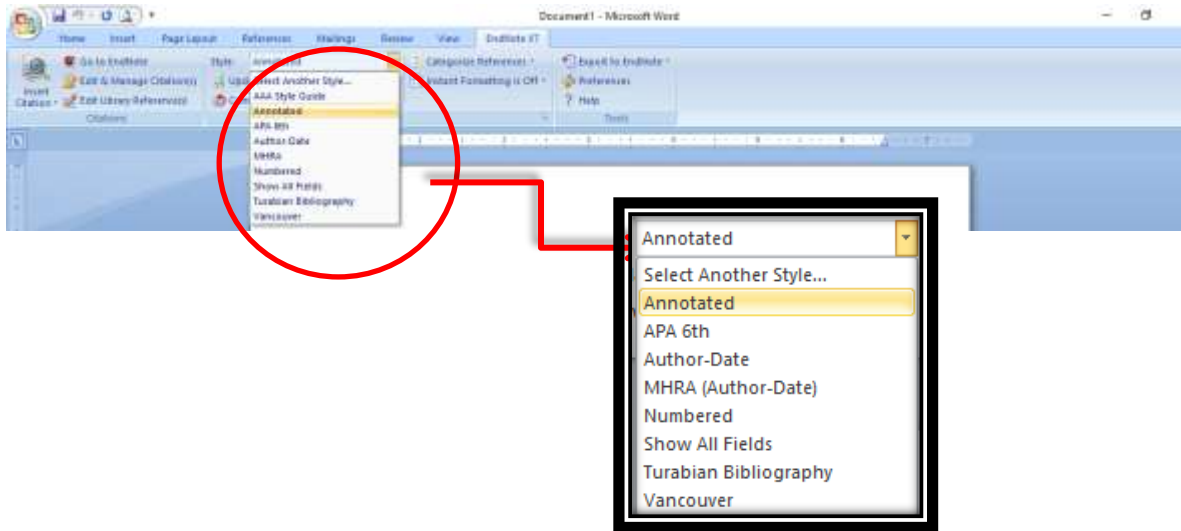 Document1 - Microsoft Word
Home Insert Page Layout References Mailings Review View EndNote X7
Go to EndNote Style: Annotated Categorize References Export to EndNote
Edit & Manage Citation(s) Select Another Style... Instant Formatting is Off Preferences
Insert
Citation Edit Library Reference(s) AAA Style Guide Help
Citations Annotated Tools
APA 6th
Author-Date
MHRA
Numbered
Show All Fields
Turabian Bibliography
Vancouver
Annotated
Select Another Style...
Annotated
APA 6th
Author-Date
MHRA (Author-Date)
Numbered
Show All Fields
Turabian Bibliography
Vancouver